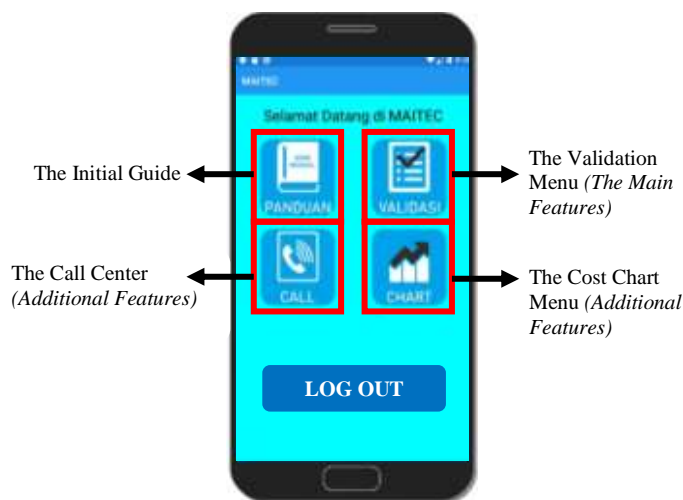 MAITEC
Selamat Datang di MAITEC
The Initial Guide
PANDUAN
VALIDASI
The Validation
Menu (The Main
Features)
The Call Center
(Additional Features)
CALL
CHART
The Cost Chart
Menu (Additional
Features)
LOG OUT